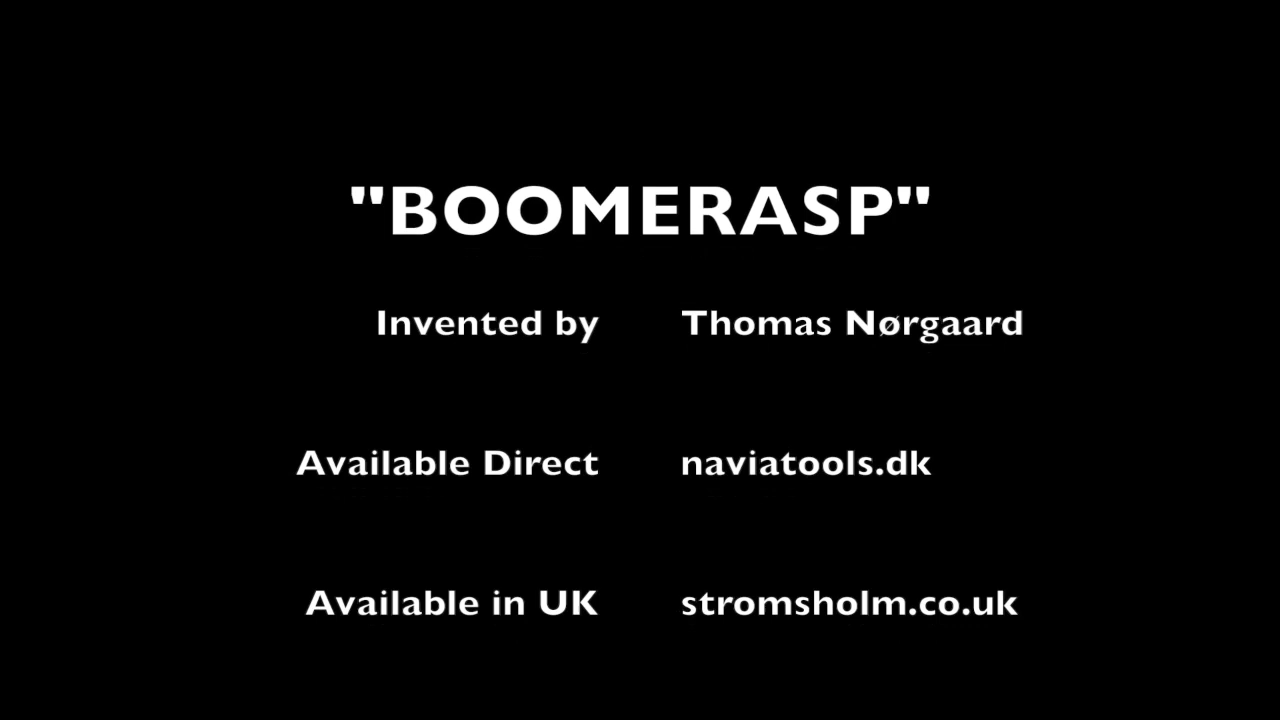 "BOOMERASP"
Invented by Thomas Nørgaard
Available Direct naviatools.dk
Available in UK stromsholm.co.uk